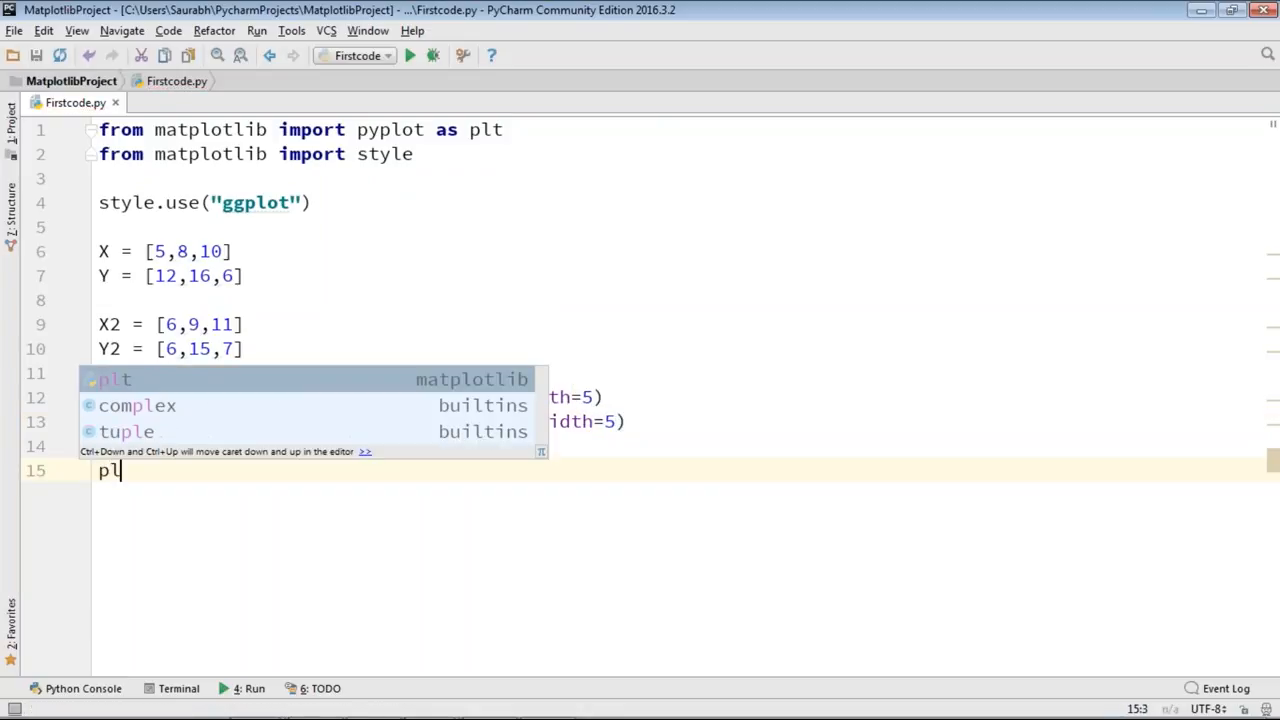 MatplotlibProject - [C:\Users\Saurabh\PycharmProjects\MatplotlibProject] - ...\Firstcode.py - PyCharm Community Edition 2016.3.2
File Edit View Navigate Code Refactor Run Tools VCS Window Help
Firstcode
MatplotlibProject Firstcode.py
Firstcode.py
1: Project
Z: Structure
2: Favorites
1 from matplotlib import pyplot as plt
2 from matplotlib import style
3
4 style.use("ggplot")
5
6 X = [5,8,10]
7 Y = [12,16,6]
8
9 X2 = [6,9,11]
10 Y2 = [6,15,7]
11
plt matplotlib
12 th=5)
complex builtins
13 idth=5)
tuple builtins
14
Ctrl+Down and Ctrl+Up will move caret down and up in the editor >> π
15 pl
Python Console Terminal 4: Run 6: TODO Event Log
15:3 n/a UTF-8